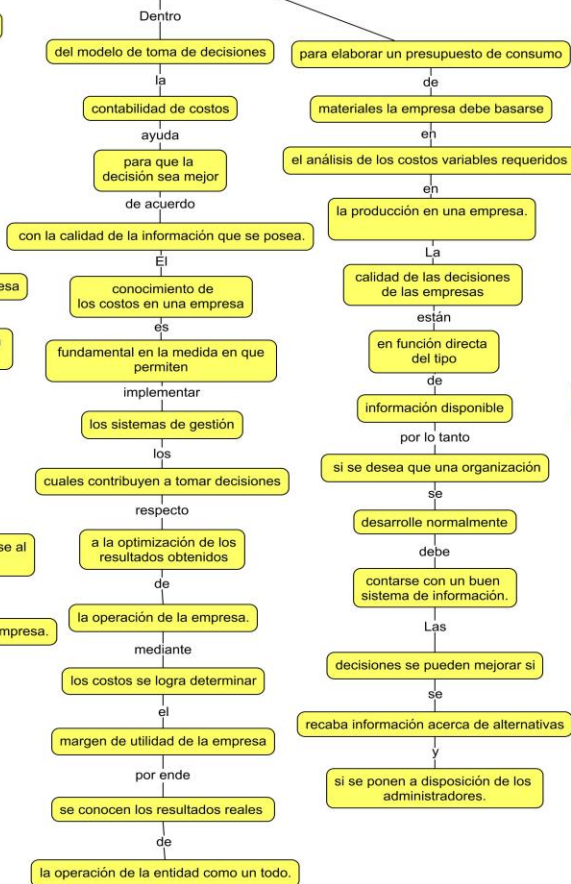 Dentro
del modelo de toma de decisiones
la
contabilidad de costos
ayuda
para que la
decisión sea mejor
de acuerdo
con la calidad de la información que se posea.
El
conocimiento de
los costos en una empresa
es
fundamental en la medida en que
permiten
implementar
los sistemas de gestión
los
cuales contribuyen a tomar decisiones
respecto
a la optimización de los
resultados obtenidos
de
la operación de la empresa.
mediante
los costos se logra determinar
el
margen de utilidad de la empresa
por ende
se conocen los resultados reales
de
la operación de la entidad como un todo.
para elaborar un presupuesto de consumo
de
materiales la empresa debe basarse
en
el análisis de los costos variables requeridos
en
la producción en una empresa.
La
calidad de las decisiones
de las empresas
están
en función directa
del tipo
de
información disponible
por lo tanto
si se desea que una organización
se
desarrolle normalmente
debe
contarse con un buen
sistema de información.
Las
decisiones se pueden mejorar si
se
recaba información acerca de alternativas
y
si se ponen a disposición de los
administradores.
se al